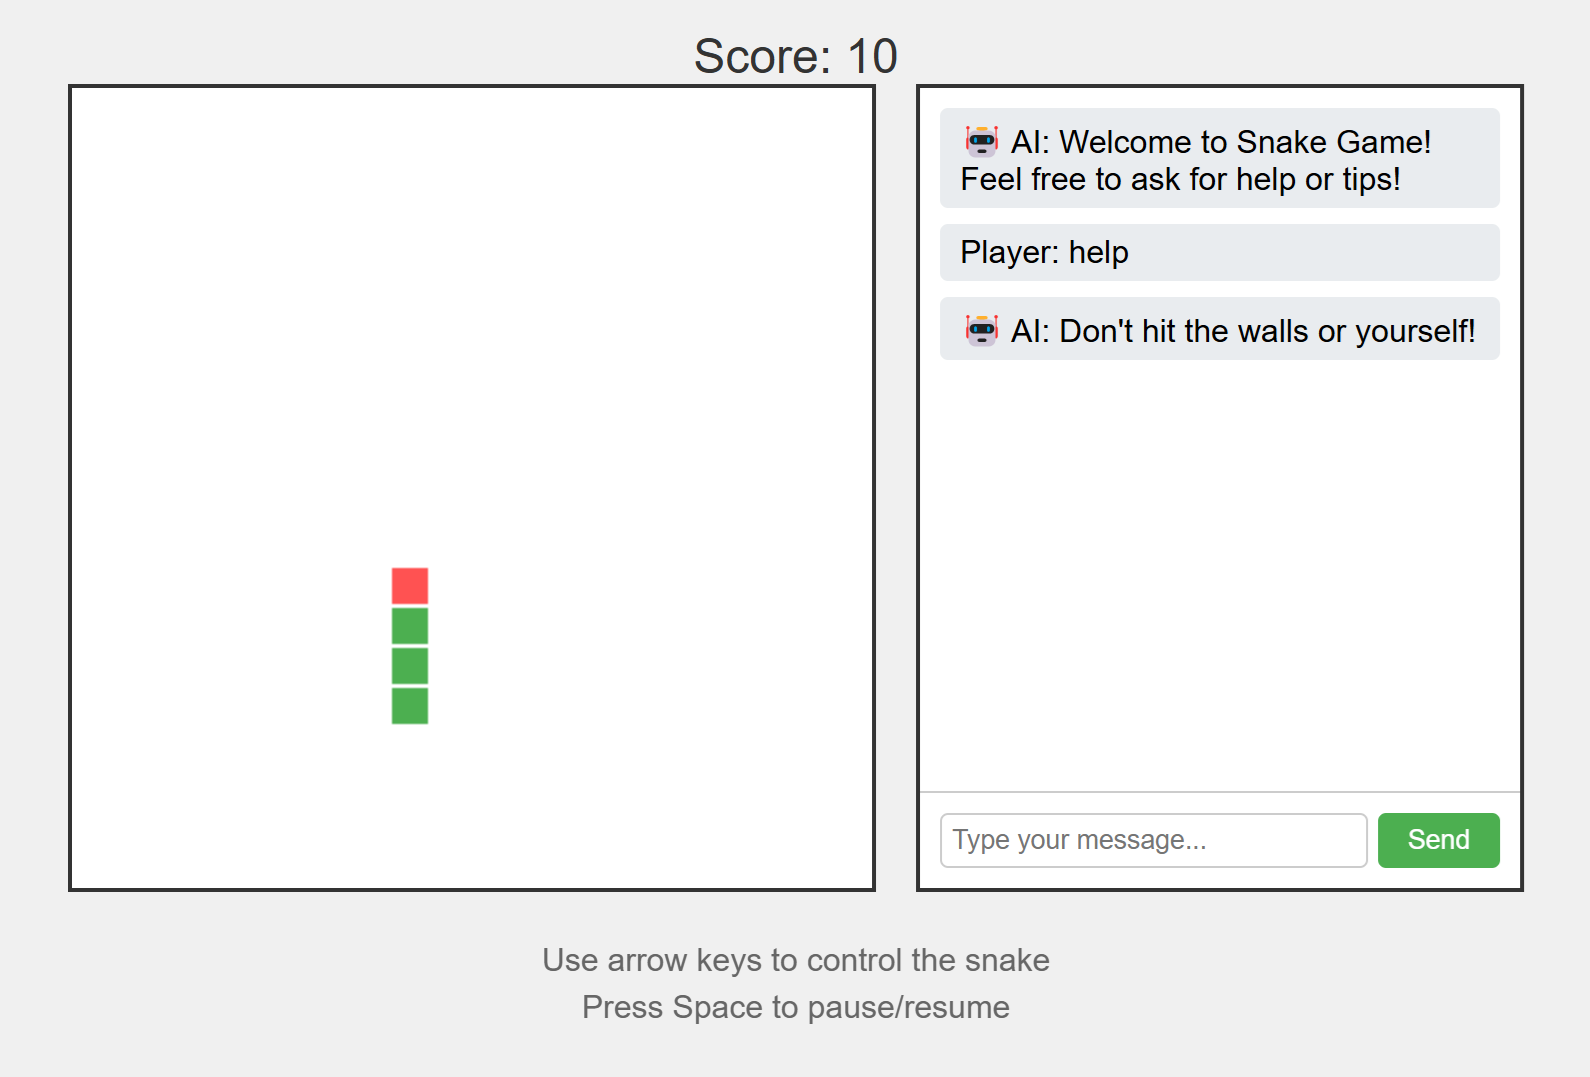 Score: 10
🤖 AI: Welcome to Snake Game!
Feel free to ask for help or tips!
Player: help
🤖 AI: Don't hit the walls or yourself!
Type your message...
Send
Use arrow keys to control the snake
Press Space to pause/resume